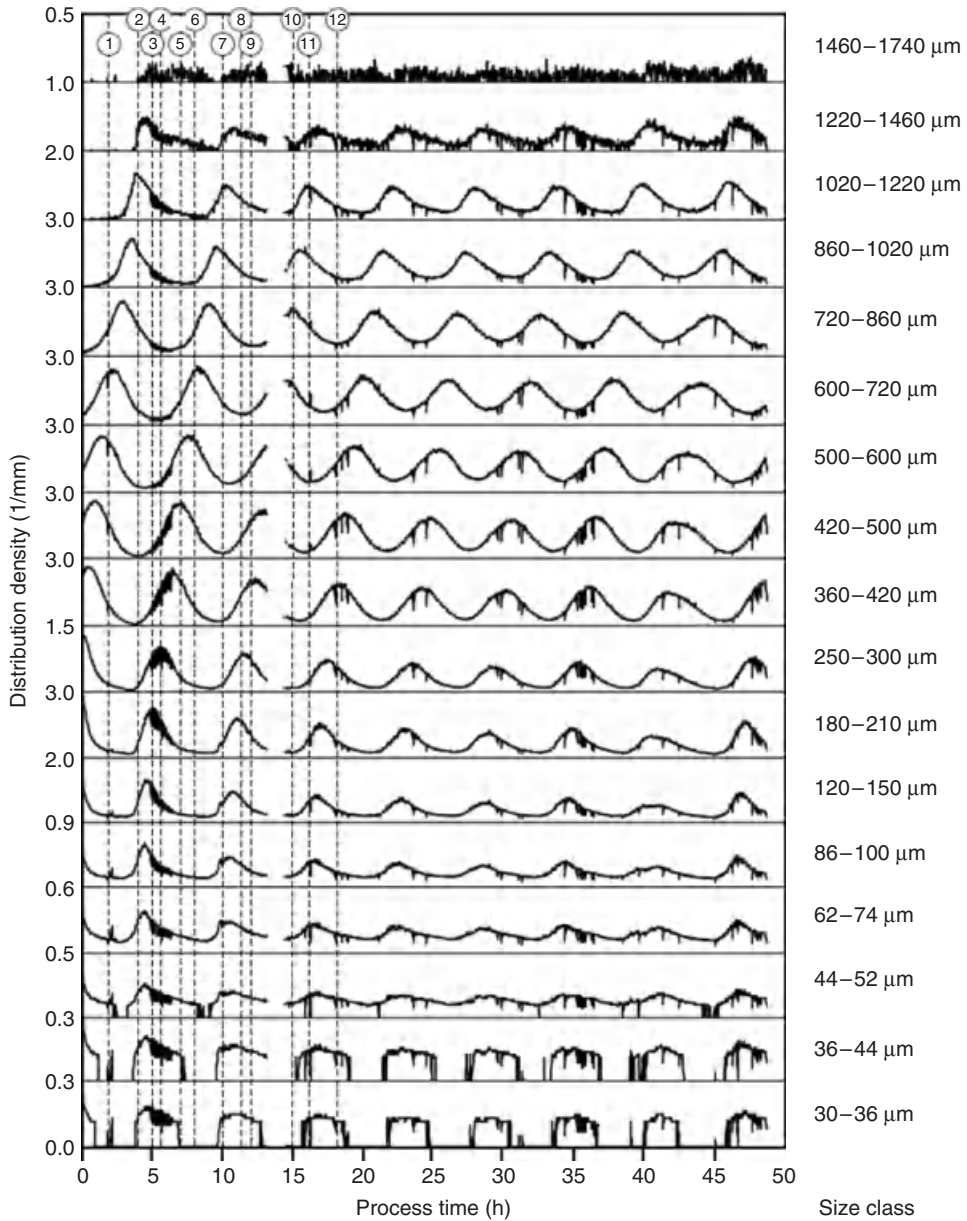 0.5
2 4 6 8 10 12
1 3 5 7 9 11
1460–1740 μm
1.0
1220–1460 μm
2.0
1020–1220 μm
3.0
860–1020 μm
3.0
720–860 μm
3.0
600–720 μm
3.0
500–600 μm
3.0
420–500 μm
3.0
360–420 μm
1.5
250–300 μm
3.0
180–210 μm
2.0
120–150 μm
0.9
86–100 μm
0.6
62–74 μm
0.5
44–52 μm
0.3
36–44 μm
0.3
30–36 μm
0.0
Distribution density (1/mm)
0 5 10 15 20 25 30 35 40 45 50
Process time (h)
Size class